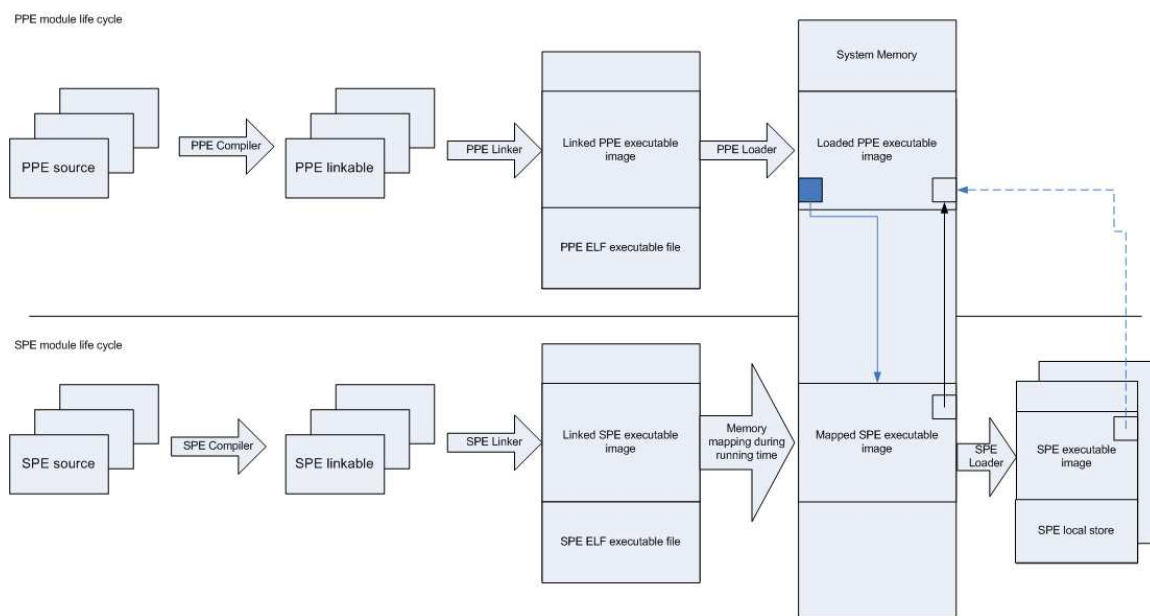 PPE module life cycle
System Memory
PPE source
PPE Compiler
PPE linkable
PPE Linker
Linked PPE executable
image
PPE Loader
Loaded PPE executable
image
PPE ELF executable file
SPE module life cycle
SPE source
SPE Compiler
SPE linkable
SPE Linker
Linked SPE executable
image
Memory
mapping during
running time
Mapped SPE executable
image
SPE
Loader
SPE executable
image
SPE ELF executable file
SPE local store